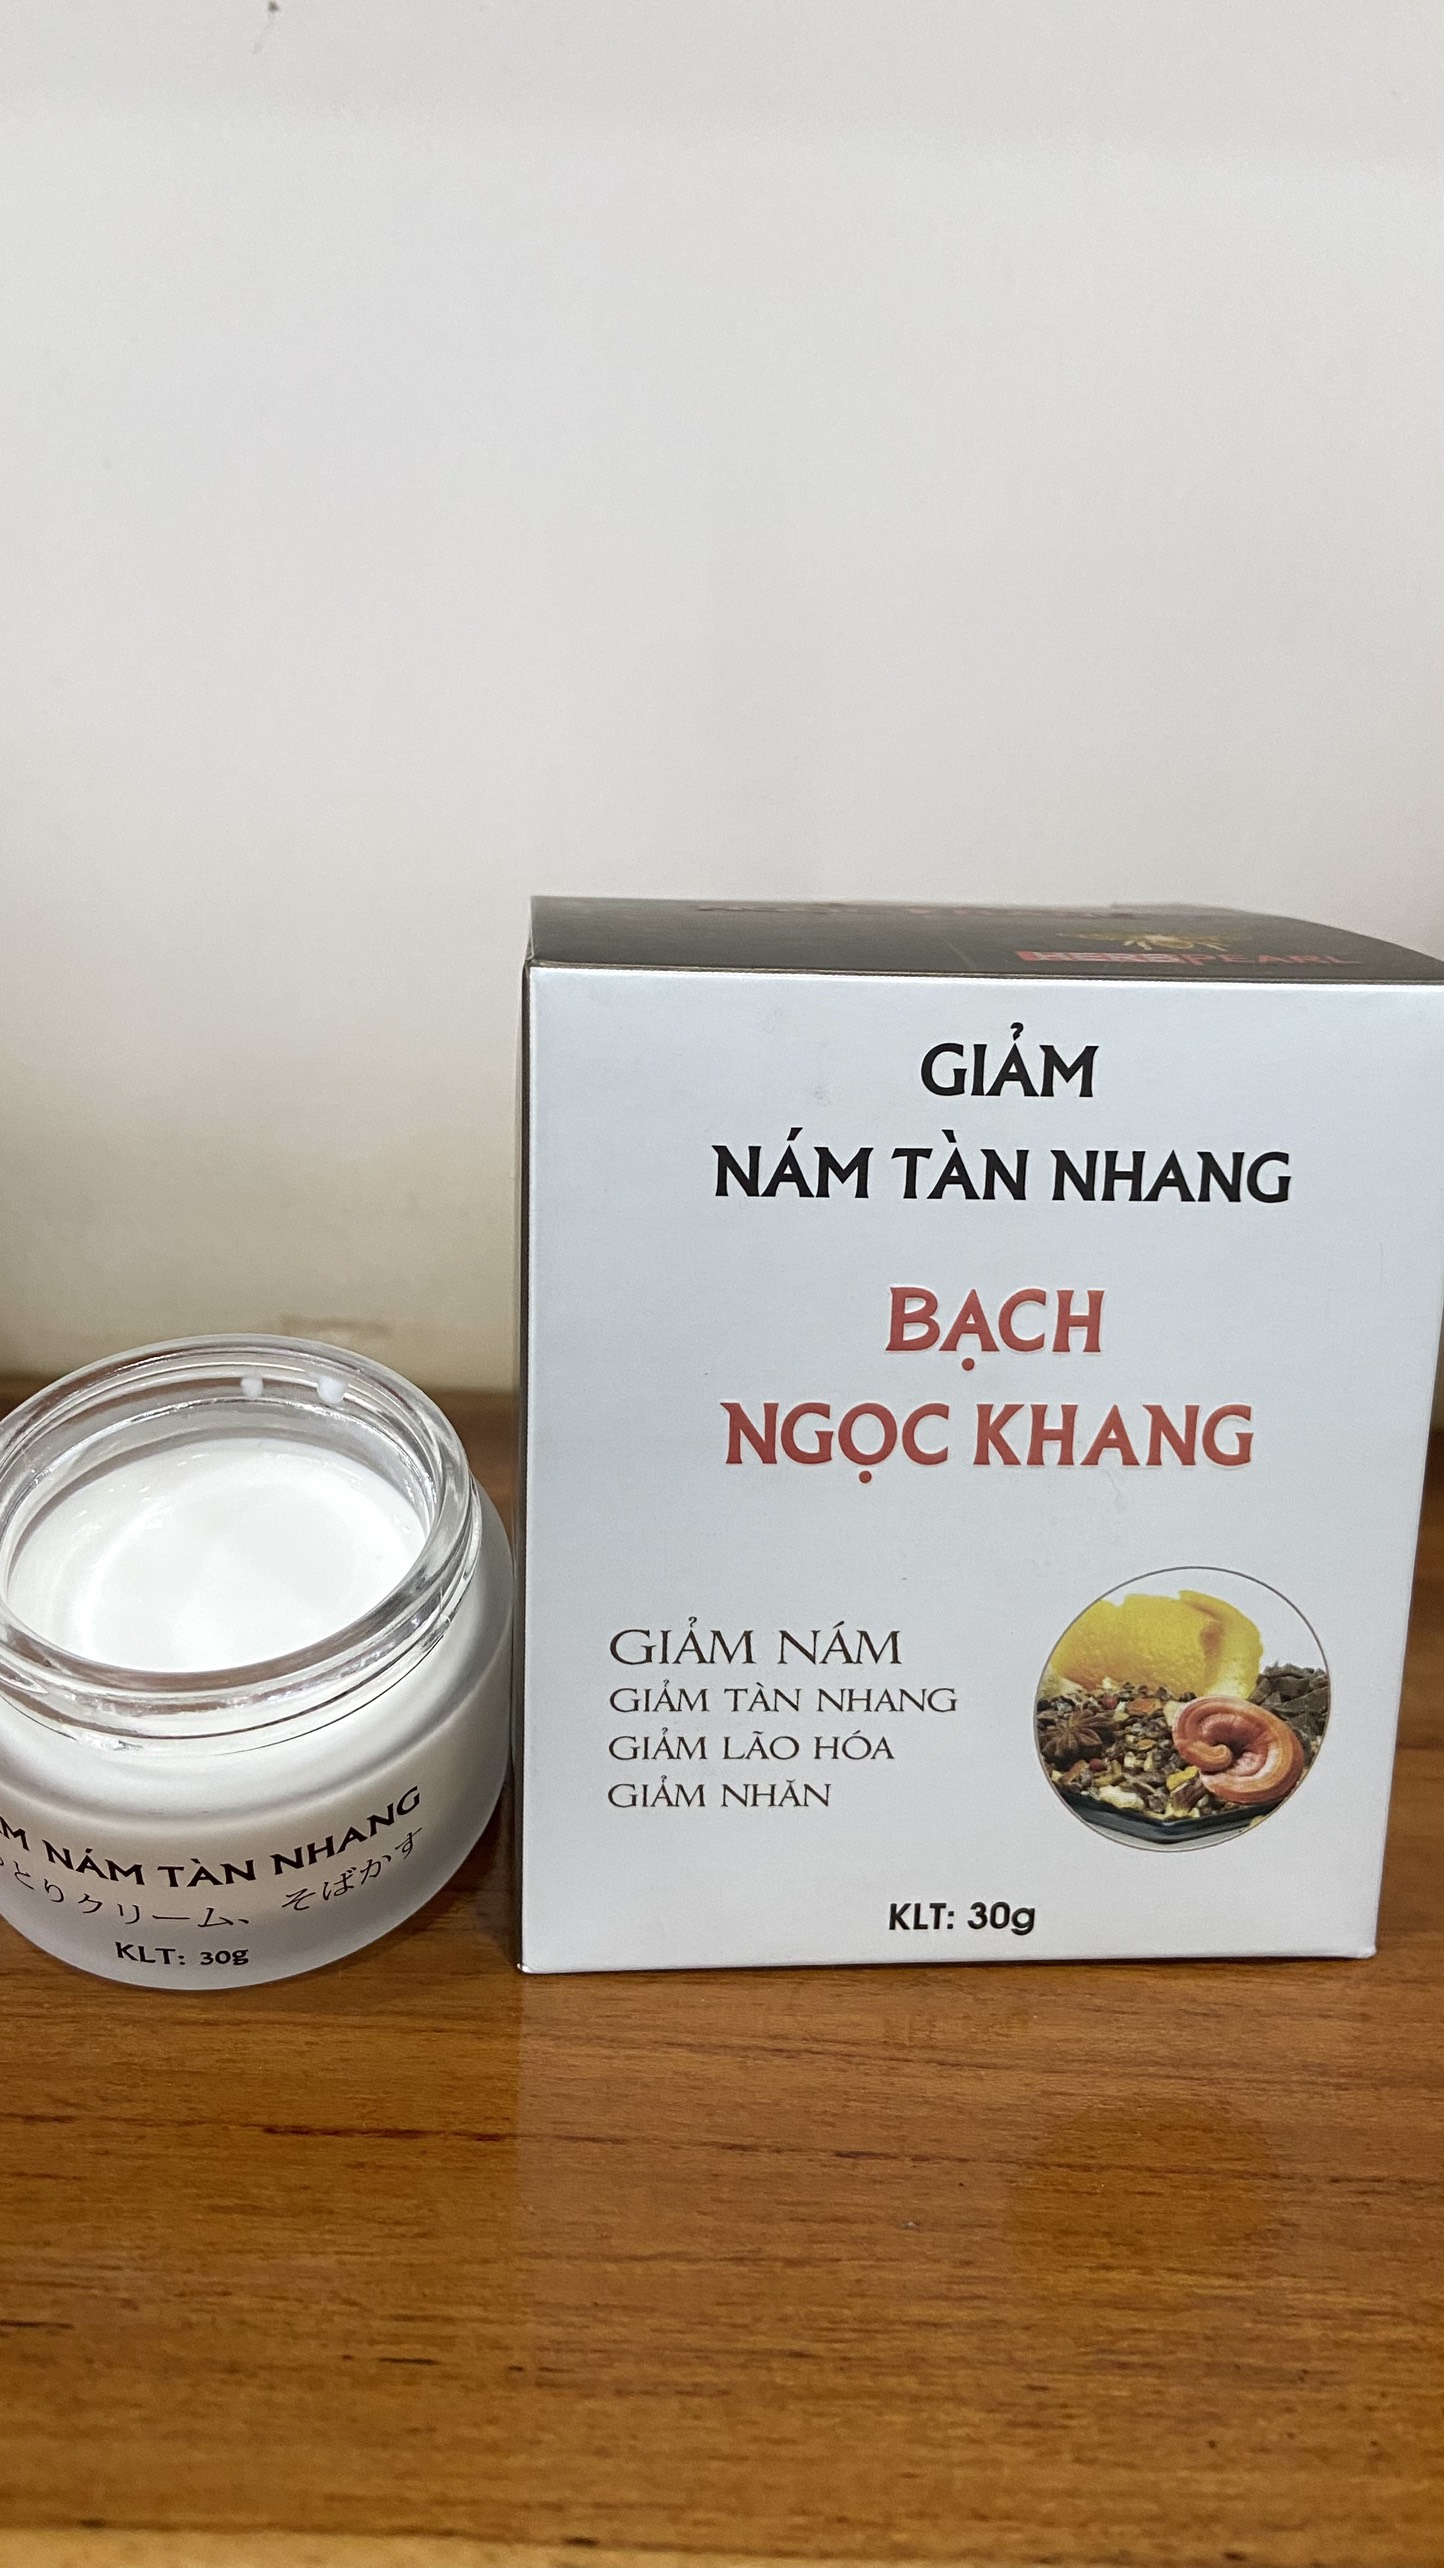 HERBPEARL
GIẢM
NÁM TÀN NHANG
BẠCH
NGỌC KHANG
GIẢM NÁM
GIẢM TÀN NHANG
GIẢM LÃO HÓA
GIẢM NHĂN
KLT: 30g
NÁM TÀN NHANG
とりクリーム、そばかす
KLT: 30g